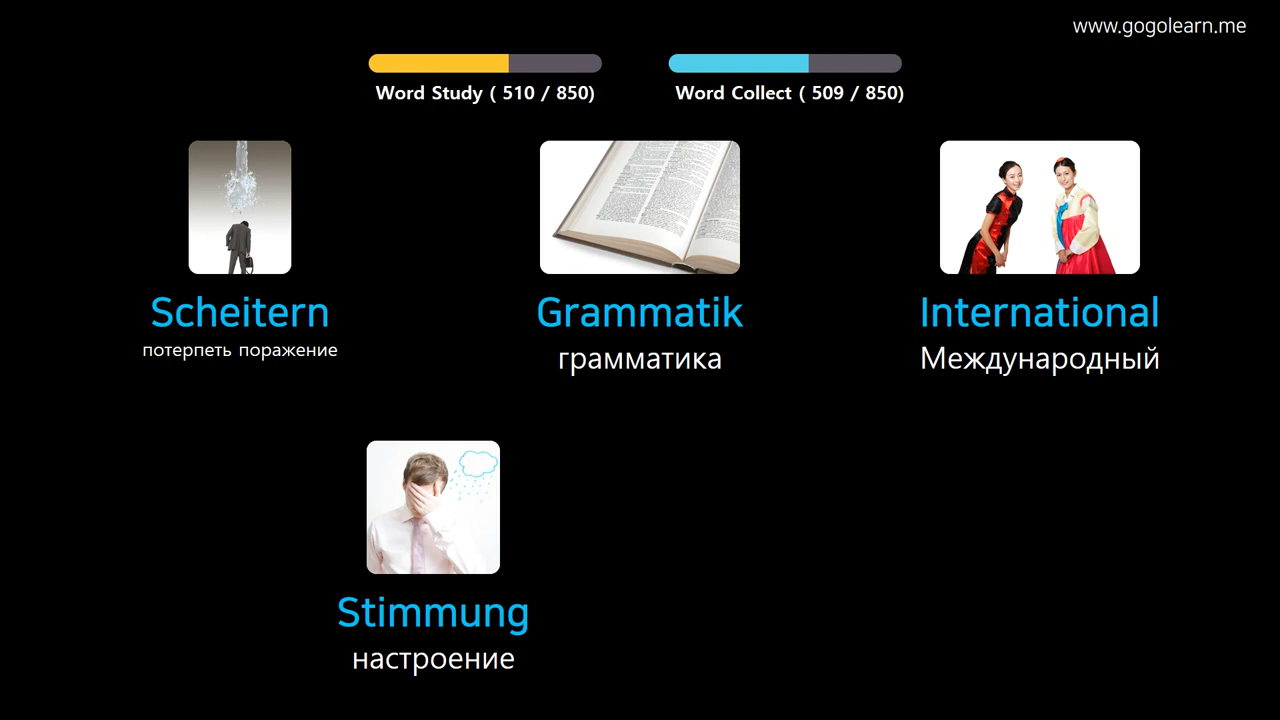 www.gogolearn.me
Word Study ( 510 / 850)
Word Collect ( 509 / 850)
Scheitern
потерпеть поражение
Grammatik
грамматика
International
Международный
Stimmung
настроение